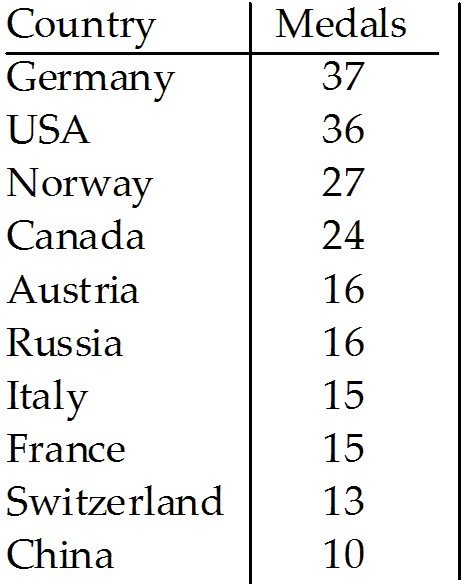 Country Medals
Germany 37
USA 36
Norway 27
Canada 24
Austria 16
Russia 16
Italy 15
France 15
Switzerland 13
China 10